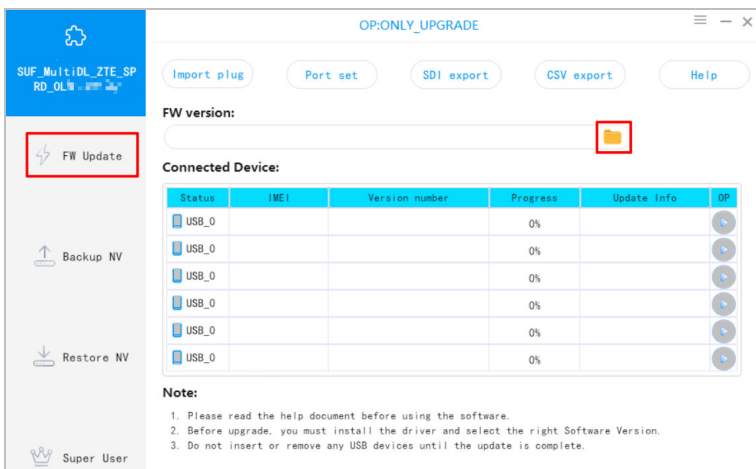 OP:ONLY_UPGRADE
SUF_MultiDL_ZTE_SP
RD_OL
Import plug
Port set
SDI export
CSV export
Help
FW version:
FW Update
Connected Device:
Status IMEI Version number Progress Update Info OP
USB_0 0%
USB_0 0%
USB_0 0%
USB_0 0%
USB_0 0%
USB_0 0%
Backup NV
Restore NV
Super User
Note:
1. Please read the help document before using the software.
2. Before upgrade, you must install the driver and select the right Software Version.
3. Do not insert or remove any USB devices until the update is complete.